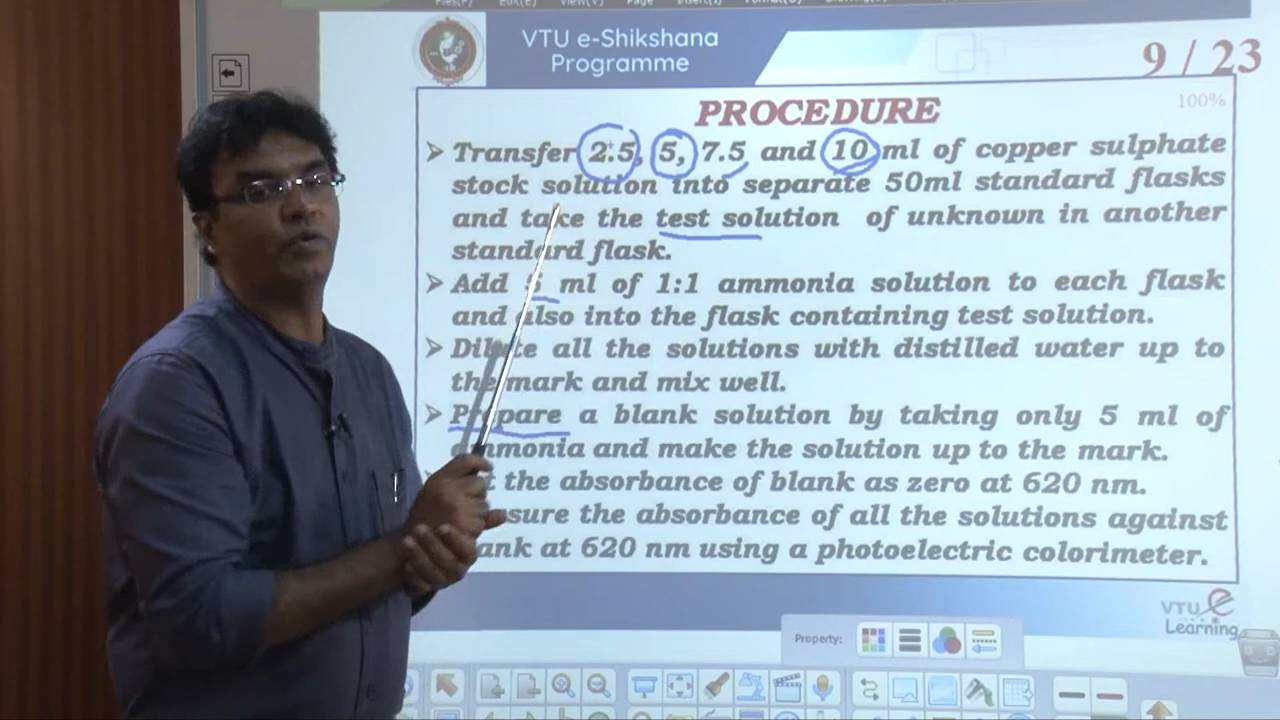 VTU e-Shikshana
Programme
9 / 23
100%
PROCEDURE
Transfer 2.5, 5, 7.5 and 10 ml of copper sulphate
stock solution into separate 50ml standard flasks
and take the test solution of unknown in another
standard flask.
Add 5 ml of 1:1 ammonia solution to each flask
and also into the flask containing test solution.
Dilute all the solutions with distilled water up to
the mark and mix well.
Prepare a blank solution by taking only 5 ml of
ammonia and make the solution up to the mark.
the absorbance of blank as zero at 620 nm.
the absorbance of all the solutions against
at 620 nm using a photoelectric colorimeter.
VTU e
Learning
Property: